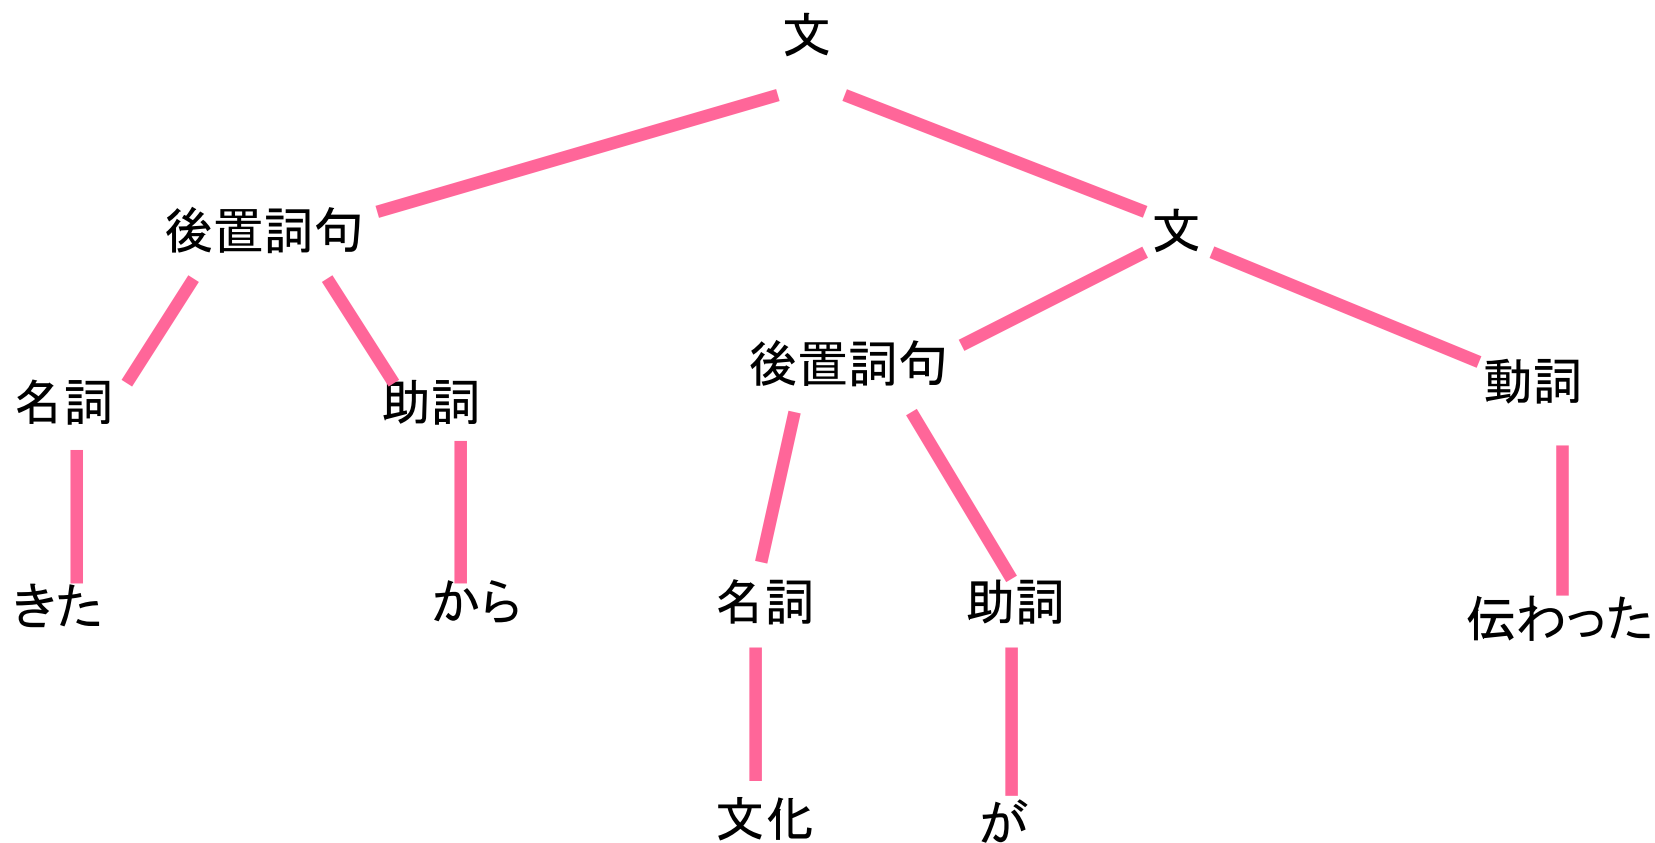 文
後置詞句
文
後置詞句
動詞
名詞
助詞
きた
から
名詞
助詞
伝わった
文化
が